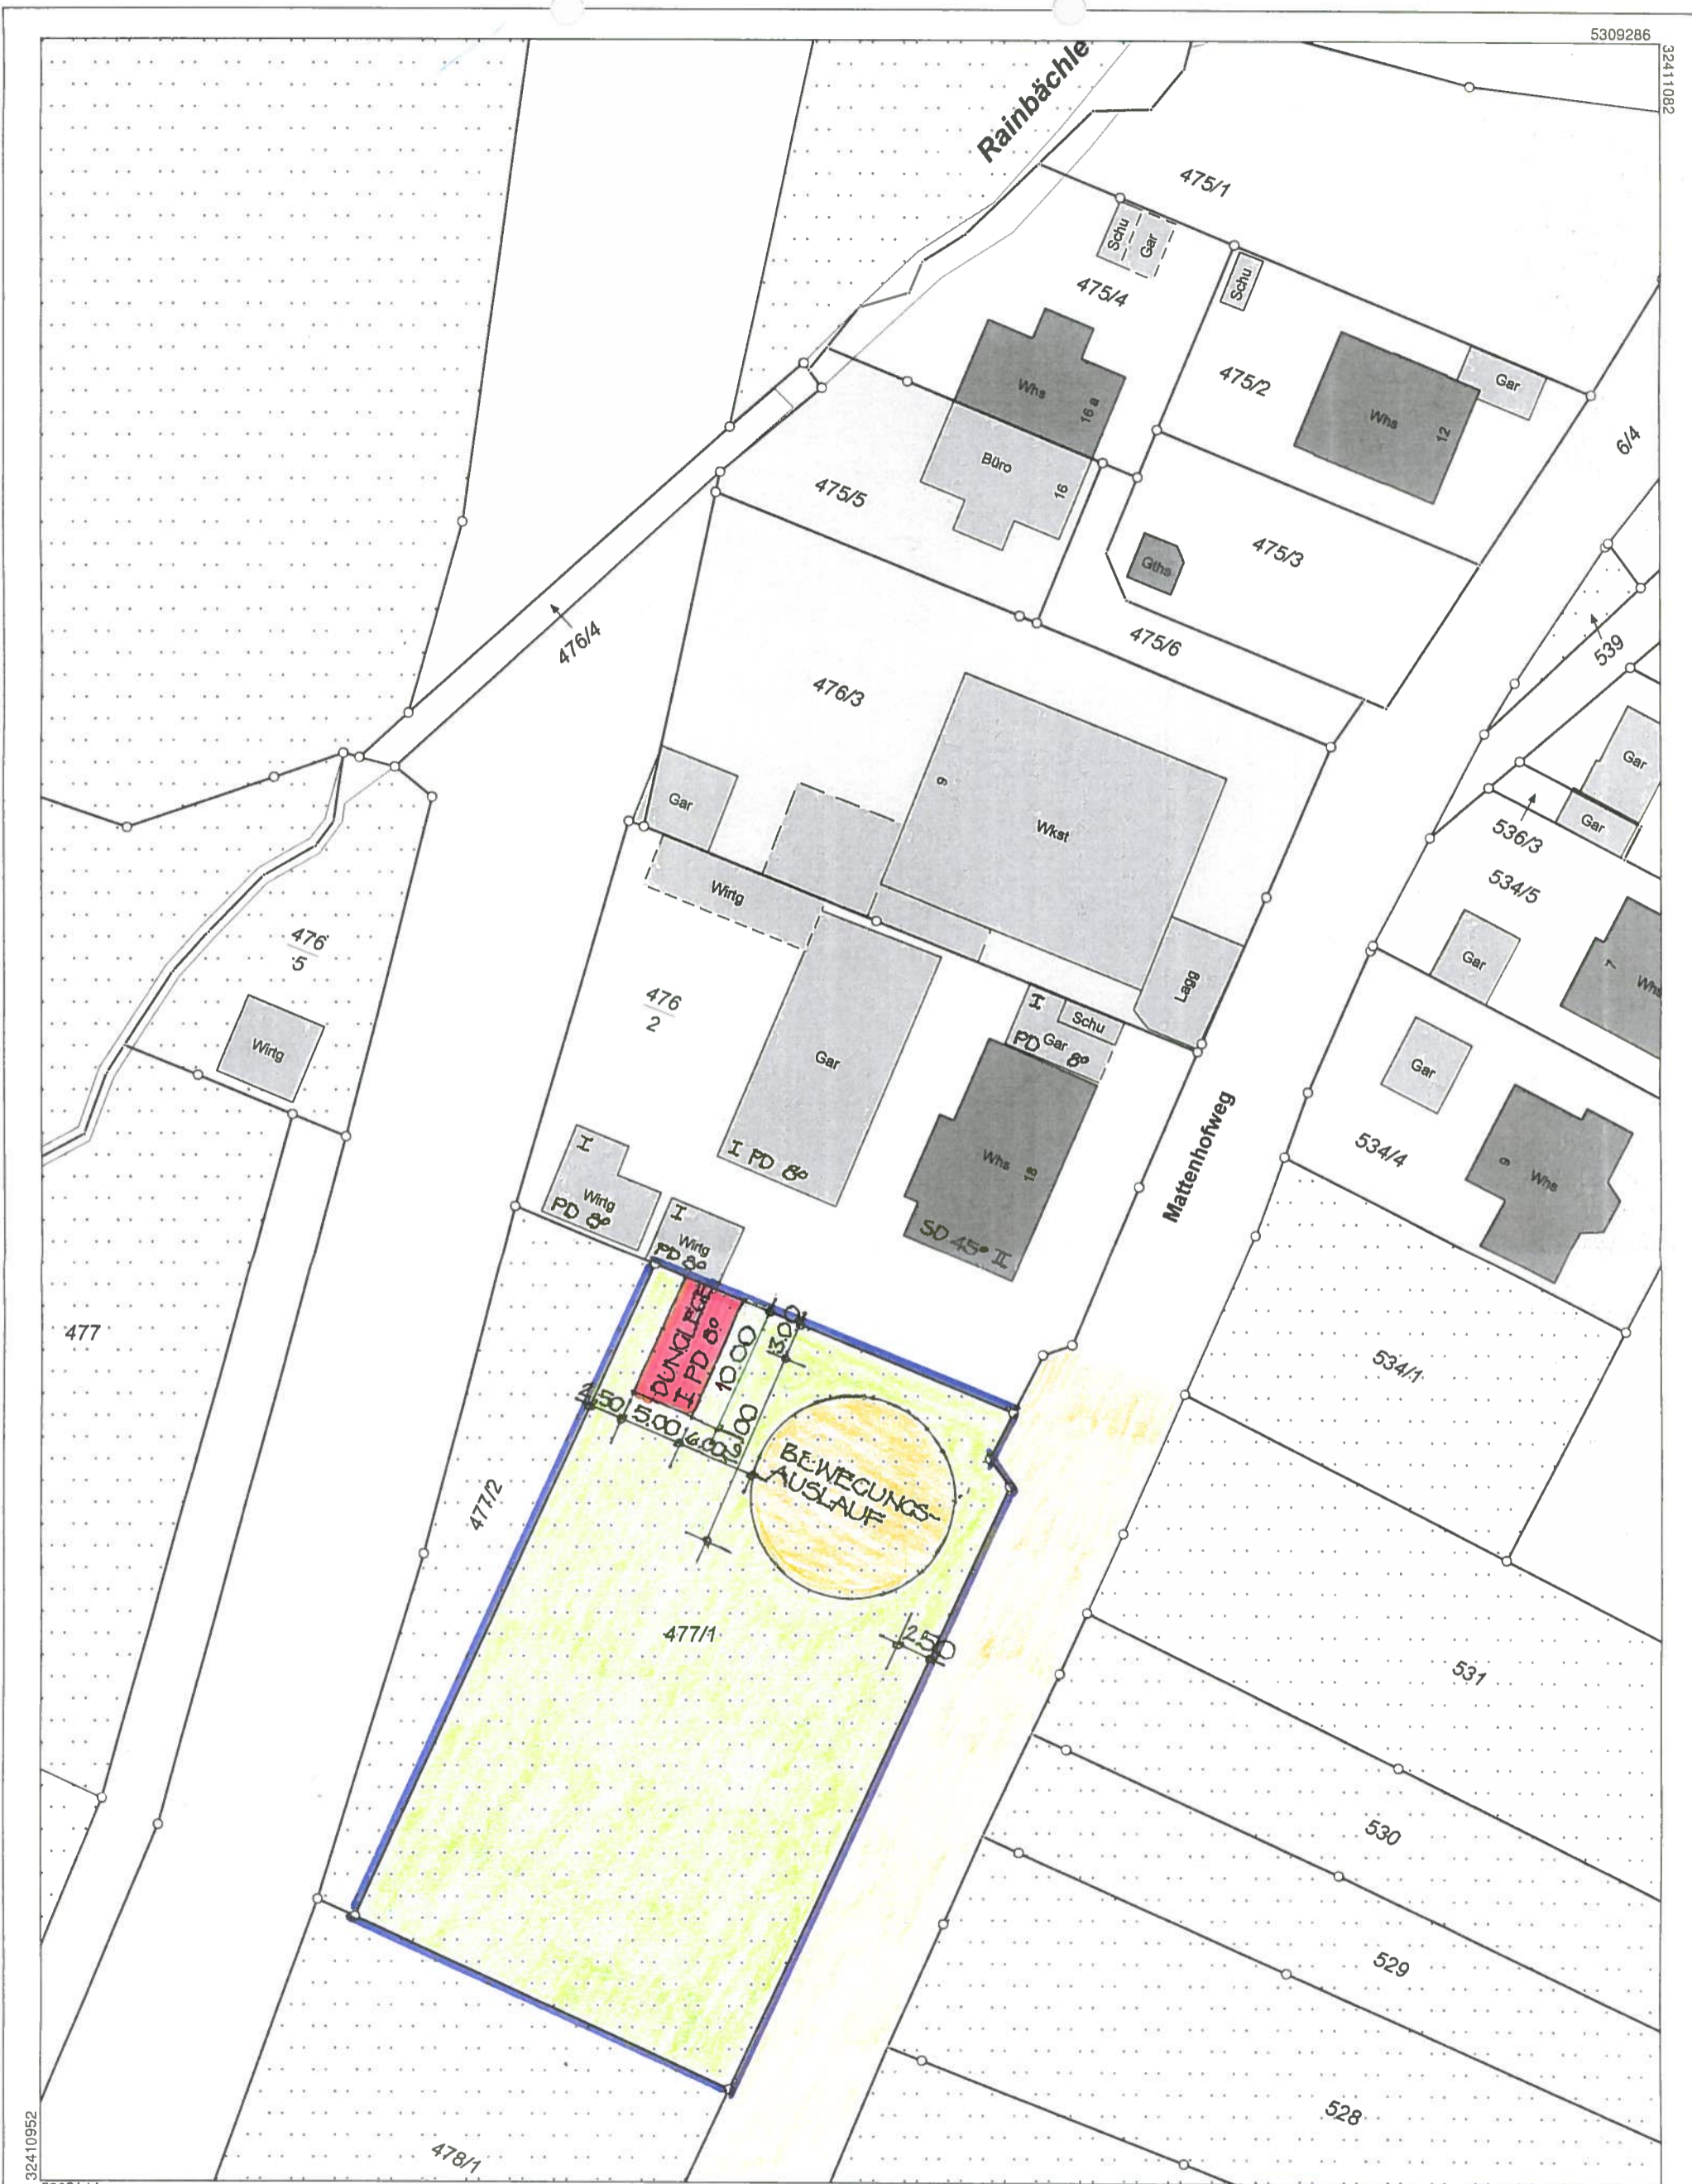 5309286
32411082
Rainbächle
475/1
Schu
Gar
475/4
Schu
475/2
Gar
Whs
16 a
Whs
12
6/4
Büro
16
475/5
475/3
Gths
475/6
476/4
539
476/3
Gar
9
Wkst
Gar
Gar
536/3
534/5
Wirtg
Gar
7
Whs
476
5
476
2
Lagg
I
Schu
PD Gar 8°
Wirtg
Gar
Gar
Mattenhofweg
534/4
9
Whs
I
I PD 8°
Whs
18
Wirtg
PD 8°
I
Wirtg
PD 8°
SD 45° II
477
DUNGLEGE
I PD 8°
10.00
3.00
534/1
2.50
5.00
6.00
2.00
BEWEGUNGS-
AUSLAUF
477/2
477/1
2.50
531
530
529
528
478/1
32410952